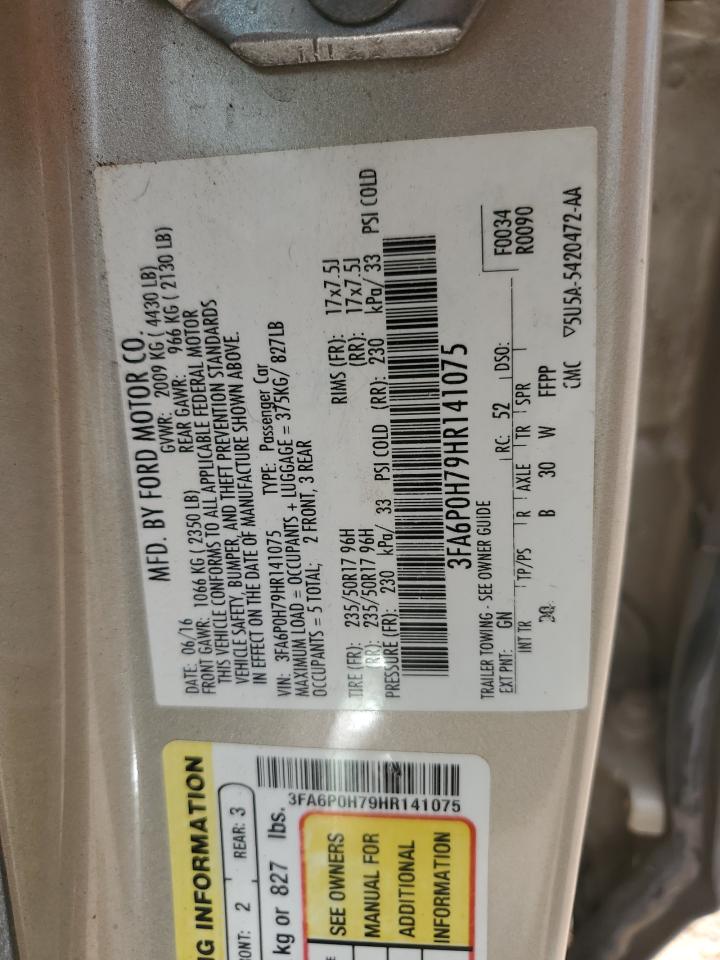 MFD. BY FORD MOTOR CO.
DATE: 06/16 GVWR: 2009 KG ( 4430 LB)
FRONT GAWR: 1066 KG ( 2350 LB) REAR GAWR: 966 KG ( 2130 LB)
THIS VEHICLE CONFORMS TO ALL APPLICABLE FEDERAL MOTOR
VEHICLE SAFETY, BUMPER, AND THEFT PREVENTION STANDARDS
IN EFFECT ON THE DATE OF MANUFACTURE SHOWN ABOVE.
VIN: 3FA6P0H79HR141075 TYPE: Passenger Car
MAXIMUM LOAD = OCCUPANTS + LUGGAGE = 375KG/ 827LB
OCCUPANTS = 5 TOTAL; 2 FRONT, 3 REAR
TIRE (FR): 235/50R17 96H RIMS (FR): 17x7.5J
(RR): 235/50R17 96H (RR): 17x7.5J
PRESSURE (FR): 230 kPa/ 33 PSI COLD (RR): 230 kPa/ 33 PSI COLD
3FA6P0H79HR141075
TRAILER TOWING - SEE OWNER GUIDE
F0034
R0090
EXT PNT: GN RC: 52 DSO:
INT TR TP/PS R AXLE TR SPR
B 30 W FFPP
CMC ▽5U5A-5420472-AA
NG INFORMATION
ONT: 2 REAR: 3
kg or 827 lbs.
3FA6P0H79HR141075
SEE OWNERS
MANUAL FOR
ADDITIONAL
INFORMATION